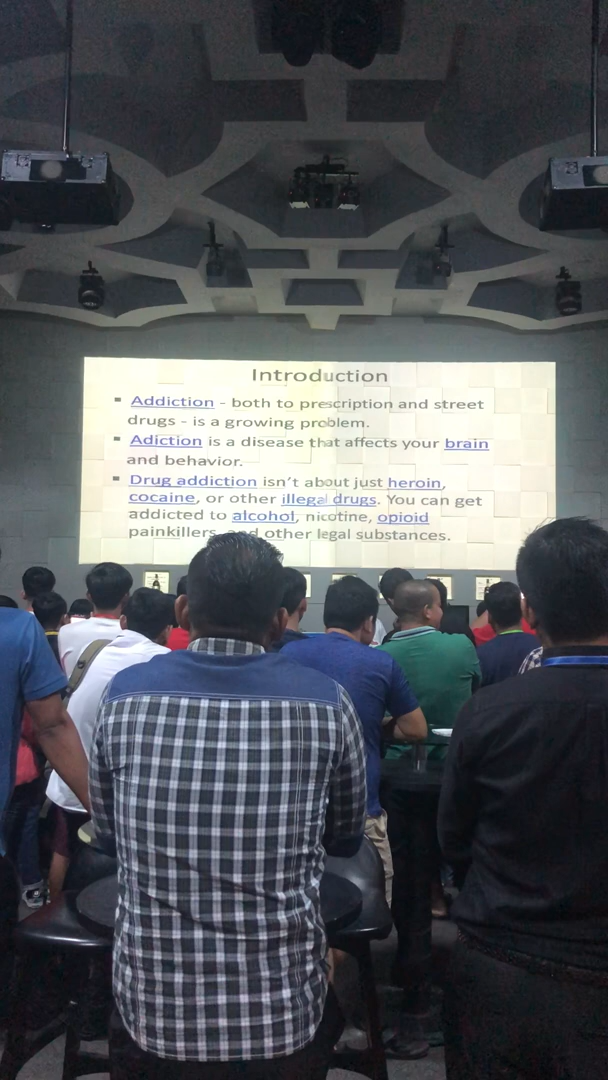 Introduction
▪ Addiction - both to prescription and street
drugs - is a growing problem.
▪ Adiction is a disease that affects your brain
and behavior.
▪ Drug addiction isn't about just heroin,
cocaine, or other illegal drugs. You can get
addicted to alcohol, nicotine, opioid
painkillers, and other legal substances.